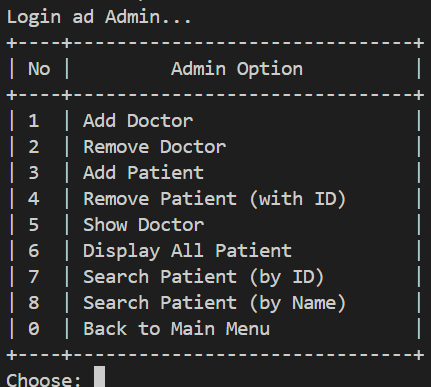 Login ad Admin...
+----+--------------------------------+
| No |         Admin Option           |
+----+--------------------------------+
| 1  | Add Doctor                     |
| 2  | Remove Doctor                  |
| 3  | Add Patient                    |
| 4  | Remove Patient (with ID)       |
| 5  | Show Doctor                    |
| 6  | Display All Patient            |
| 7  | Search Patient (by ID)         |
| 8  | Search Patient (by Name)       |
| 0  | Back to Main Menu              |
+----+--------------------------------+
Choose: